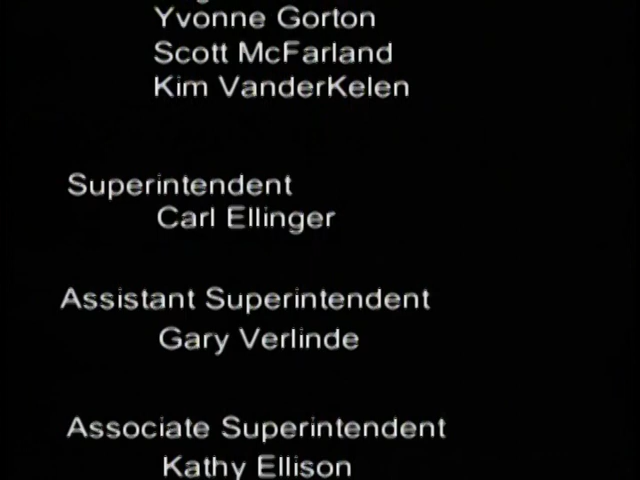 Yvonne Gorton
Scott McFarland
Kim VanderKelen
Superintendent
Carl Ellinger
Assistant Superintendent
Gary Verlinde
Associate Superintendent
Kathy Ellison